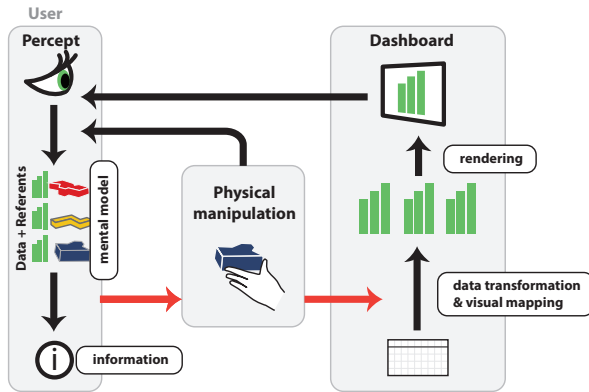 User
Percept
Dashboard
rendering
Data + Referents
mental model
Physical
manipulation
data transformation
& visual mapping
i
information